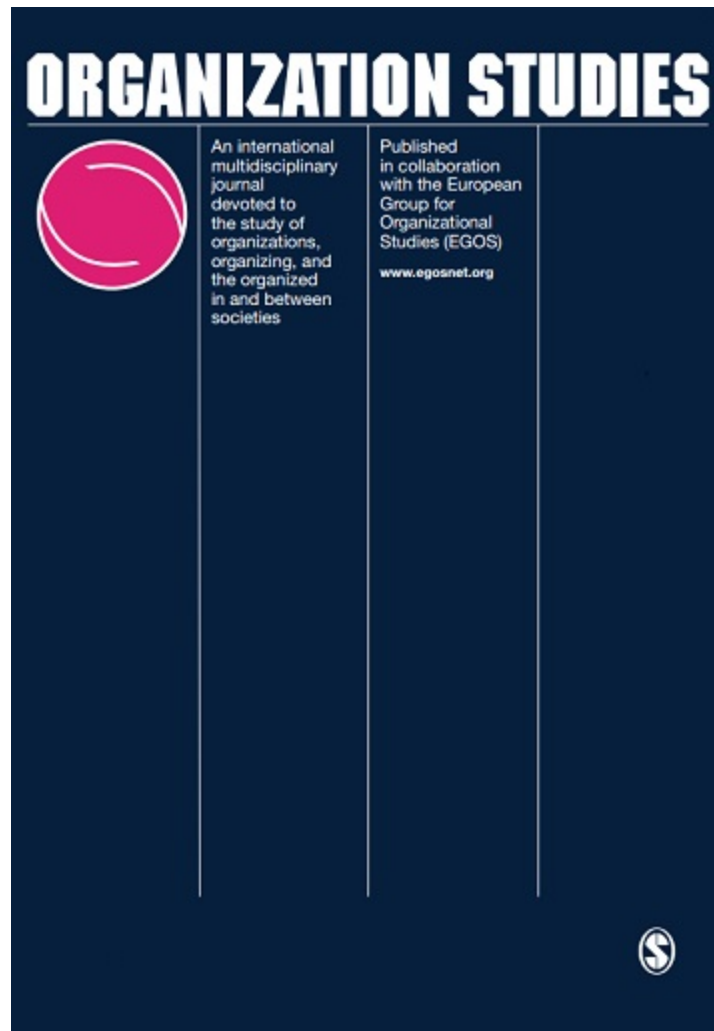 ORGANIZATION STUDIES
An international
multidisciplinary
journal
devoted to
the study of
organizations,
organizing, and
the organized
in and between
societies
Published
in collaboration
with the European
Group for
Organizational
Studies (EGOS)
www.egosnet.org
S